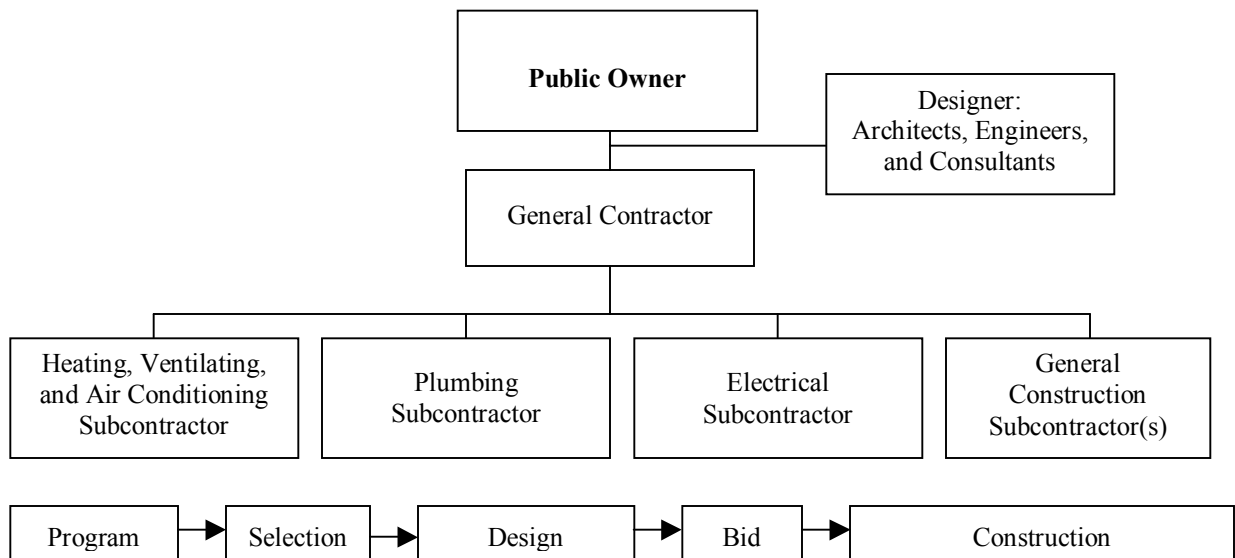 Public Owner
Designer:
Architects, Engineers,
and Consultants
General Contractor
Heating, Ventilating,
and Air Conditioning
Subcontractor
Plumbing
Subcontractor
Electrical
Subcontractor
General
Construction
Subcontractor(s)
Program
Selection
Design
Bid
Construction